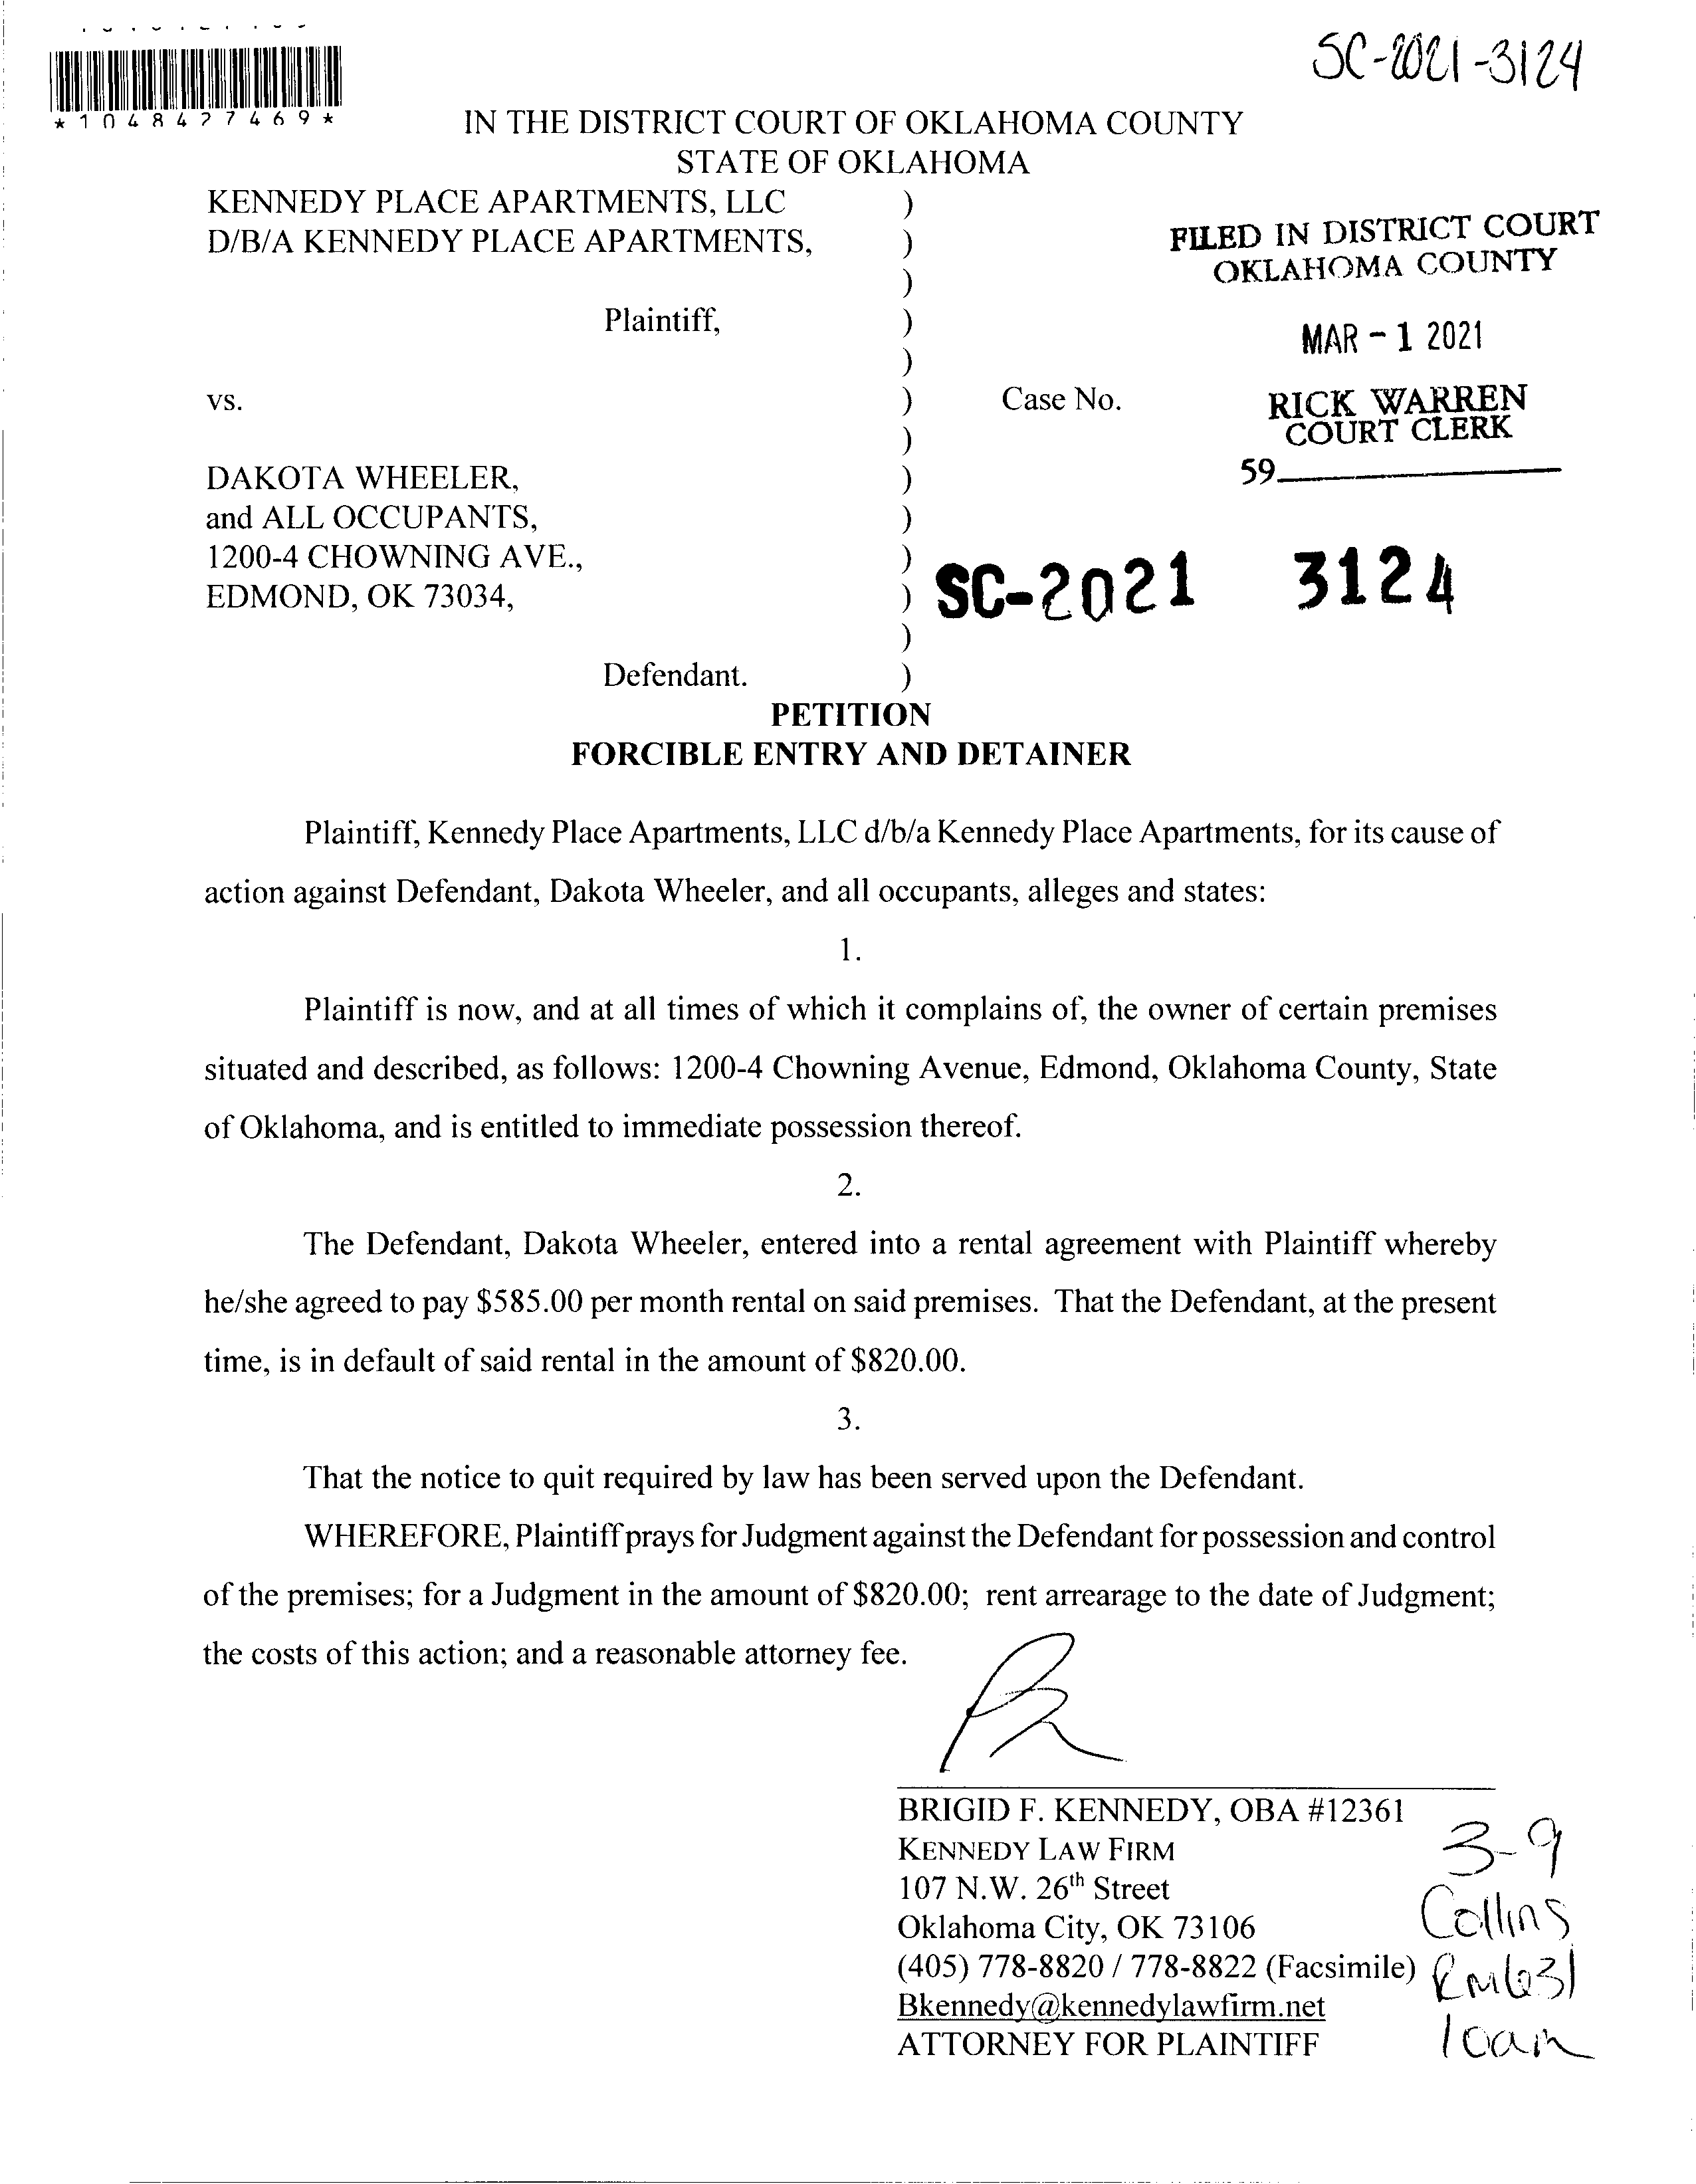 SC-2021-3124
*1048427469*
IN THE DISTRICT COURT OF OKLAHOMA COUNTY
STATE OF OKLAHOMA
KENNEDY PLACE APARTMENTS, LLC )
D/B/A KENNEDY PLACE APARTMENTS, )
)
Plaintiff, )
)
vs. ) Case No.
)
DAKOTA WHEELER, )
and ALL OCCUPANTS, )
1200-4 CHOWNING AVE., )
EDMOND, OK 73034, )
)
Defendant. )
FILED IN DISTRICT COURT
OKLAHOMA COUNTY
MAR - 1 2021
RICK WARREN
COURT CLERK
59
SC-2021 3124
PETITION
FORCIBLE ENTRY AND DETAINER
Plaintiff, Kennedy Place Apartments, LLC d/b/a Kennedy Place Apartments, for its cause of
action against Defendant, Dakota Wheeler, and all occupants, alleges and states:
1.
Plaintiff is now, and at all times of which it complains of, the owner of certain premises
situated and described, as follows: 1200-4 Chowning Avenue, Edmond, Oklahoma County, State
of Oklahoma, and is entitled to immediate possession thereof.
2.
The Defendant, Dakota Wheeler, entered into a rental agreement with Plaintiff whereby
he/she agreed to pay $585.00 per month rental on said premises. That the Defendant, at the present
time, is in default of said rental in the amount of $820.00.
3.
That the notice to quit required by law has been served upon the Defendant.
WHEREFORE, Plaintiff prays for Judgment against the Defendant for possession and control
of the premises; for a Judgment in the amount of $820.00; rent arrearage to the date of Judgment;
the costs of this action; and a reasonable attorney fee.
BRIGID F. KENNEDY, OBA #12361
KENNEDY LAW FIRM
107 N.W. 26th Street
Oklahoma City, OK 73106
(405) 778-8820 / 778-8822 (Facsimile)
Bkennedy@kennedylawfirm.net
ATTORNEY FOR PLAINTIFF
3-9
Collins
Rm 631
10am